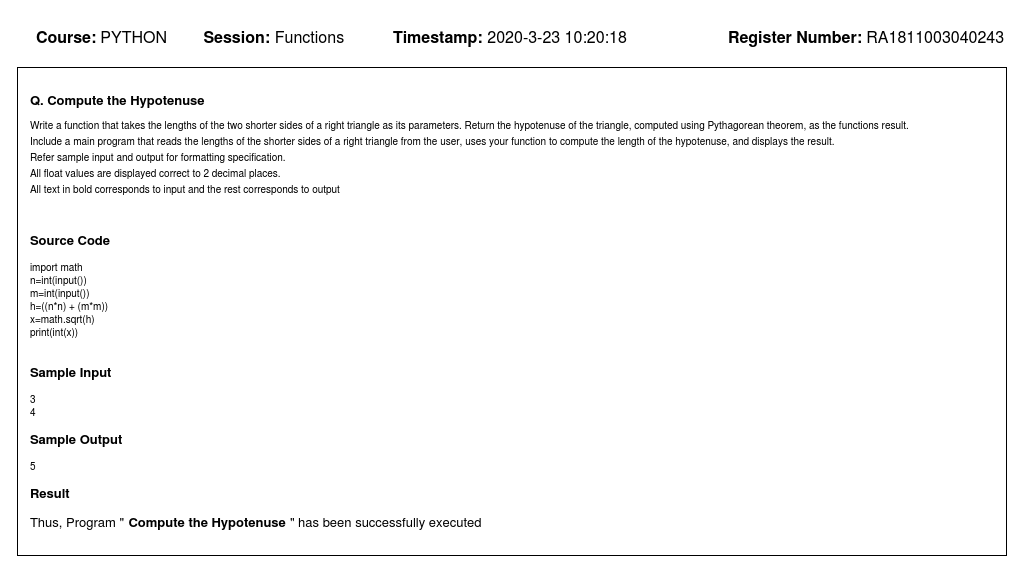 Course: PYTHON Session: Functions Timestamp: 2020-3-23 10:20:18 Register Number: RA1811003040243
Q. Compute the Hypotenuse
Write a function that takes the lengths of the two shorter sides of a right triangle as its parameters. Return the hypotenuse of the triangle, computed using Pythagorean theorem, as the functions result.
Include a main program that reads the lengths of the shorter sides of a right triangle from the user, uses your function to compute the length of the hypotenuse, and displays the result.
Refer sample input and output for formatting specification.
All float values are displayed correct to 2 decimal places.
All text in bold corresponds to input and the rest corresponds to output
Source Code
import math
n=int(input())
m=int(input())
h=((n*n) + (m*m))
x=math.sqrt(h)
print(int(x))
Sample Input
3
4
Sample Output
5
Result
Thus, Program " Compute the Hypotenuse " has been successfully executed